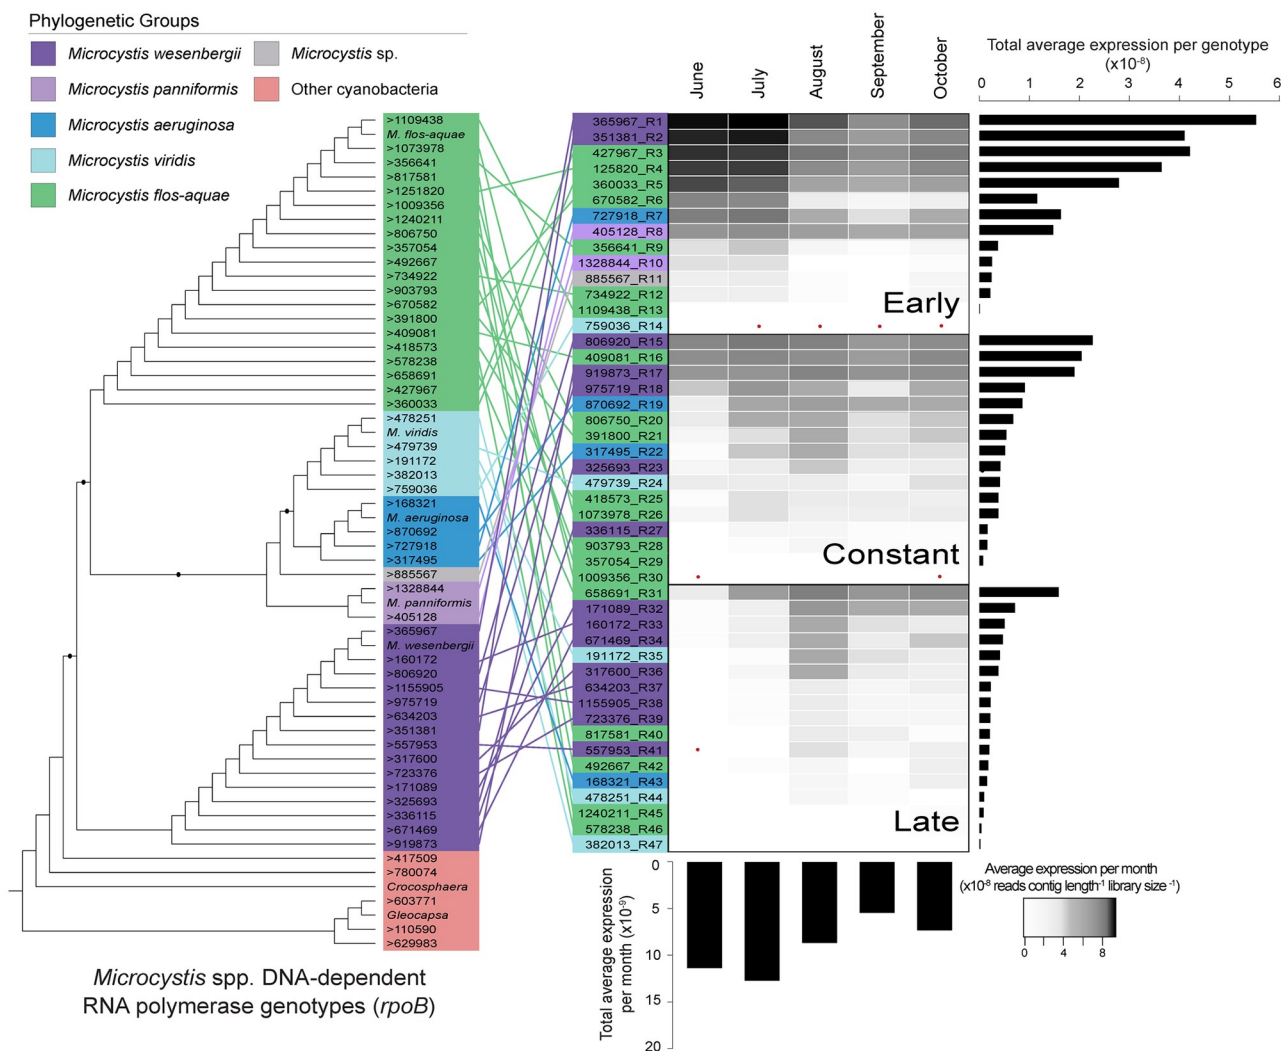 Phylogenetic Groups
Microcystis wesenbergii
Microcystis sp.
Microcystis panniformis
Other cyanobacteria
Microcystis aeruginosa
Microcystis viridis
Microcystis flos-aquae
June
July
August
September
October
Total average expression per genotype
(x10⁻⁸)
0 1 2 3 4 5 6
>1109438
M. flos-aquae
>1073978
>356641
>817581
>1251820
>1009356
>1240211
>806750
>357054
>492667
>734922
>903793
>670582
>391800
>409081
>418573
>578238
>658691
>427967
>360033
>478251
M. viridis
>479739
>191172
>382013
>759036
>168321
M. aeruginosa
>870692
>727918
>317495
>885567
>1328844
M. panniformis
>405128
>365967
M. wesenbergii
>160172
>806920
>1155905
>975719
>634203
>351381
>557953
>317600
>723376
>171089
>325693
>336115
>671469
>919873
>417509
>780074
Crocosphaera
>603771
Gleocapsa
>110590
>629983
365967_R1
351381_R2
427967_R3
125820_R4
360033_R5
670582_R6
727918_R7
405128_R8
356641_R9
1328844_R10
885567_R11
734922_R12
1109438_R13
759036_R14
Early
806920_R15
409081_R16
919873_R17
975719_R18
870692_R19
806750_R20
391800_R21
317495_R22
325693_R23
479739_R24
418573_R25
1073978_R26
336115_R27
903793_R28
357054_R29
1009356_R30
Constant
658691_R31
171089_R32
160172_R33
671469_R34
191172_R35
317600_R36
634203_R37
1155905_R38
723376_R39
817581_R40
557953_R41
492667_R42
168321_R43
478251_R44
1240211_R45
578238_R46
382013_R47
Late
Total average expression
per month (x10⁻⁹)
0
5
10
15
20
Average expression per month
(x10⁻⁸ reads contig length⁻¹ library size ⁻¹)
0 4 8
Microcystis spp. DNA-dependent
RNA polymerase genotypes (rpoB)